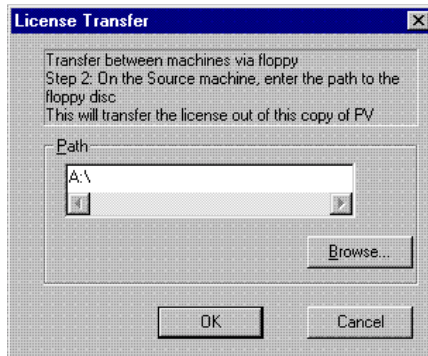 License Transfer
Transfer between machines via floppy
Step 2: On the Source machine, enter the path to the
floppy disc
This will transfer the license out of this copy of PV
Path
A:\
Browse...
OK
Cancel